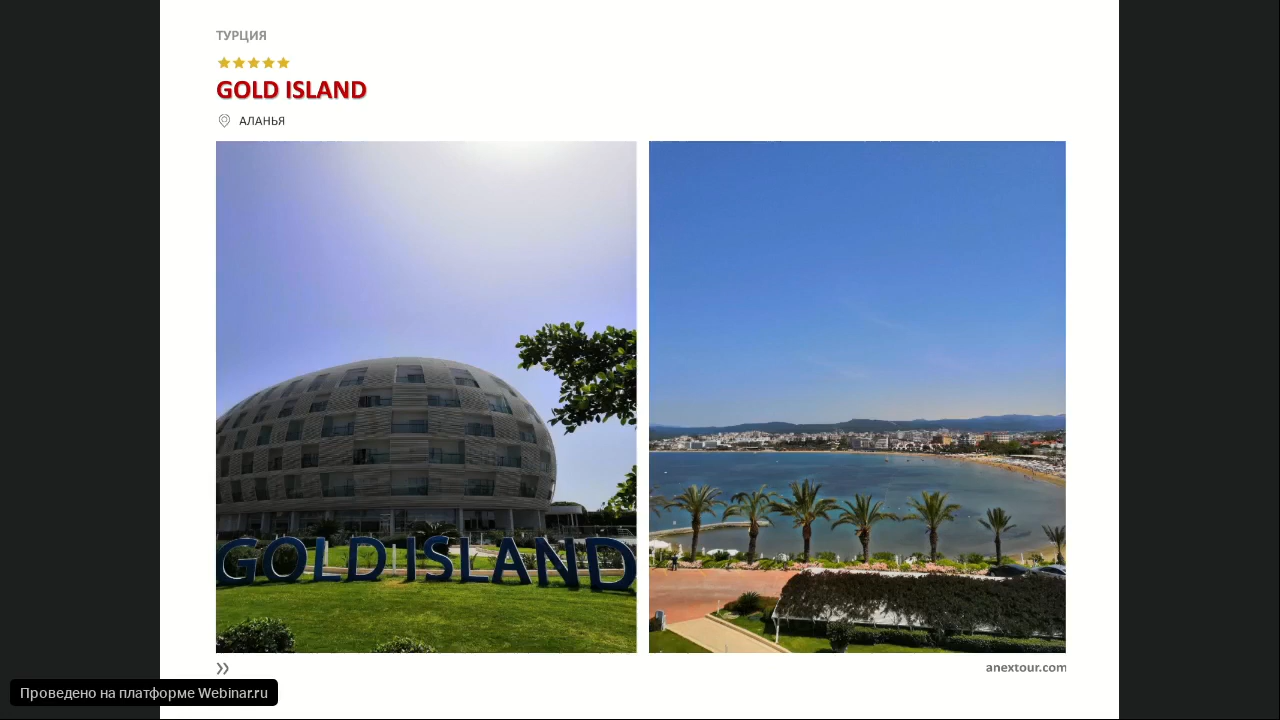 ТУРЦИЯ
GOLD ISLAND
АЛАНЬЯ
GOLD ISLAND
anextour.com
Проведено на платформе Webinar.ru